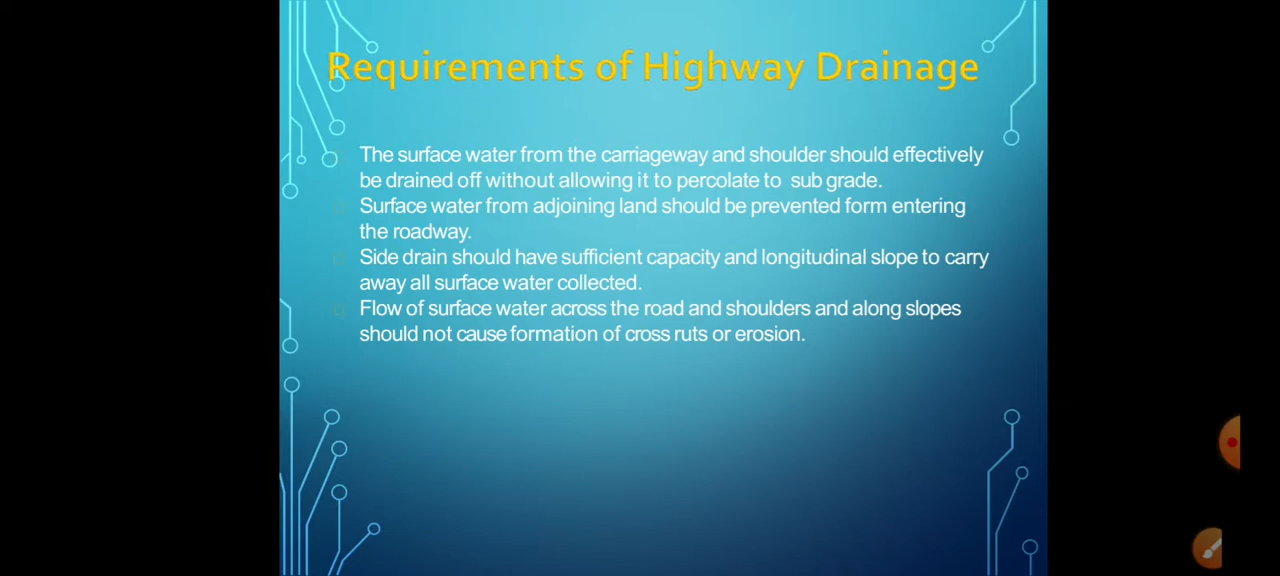 Requirements of Highway Drainage
The surface water from the carriageway and shoulder should effectively
be drained off without allowing it to percolate to sub grade.
Surface water from adjoining land should be prevented form entering
the roadway.
Side drain should have sufficient capacity and longitudinal slope to carry
away all surface water collected.
Flow of surface water across the road and shoulders and along slopes
should not cause formation of cross ruts or erosion.